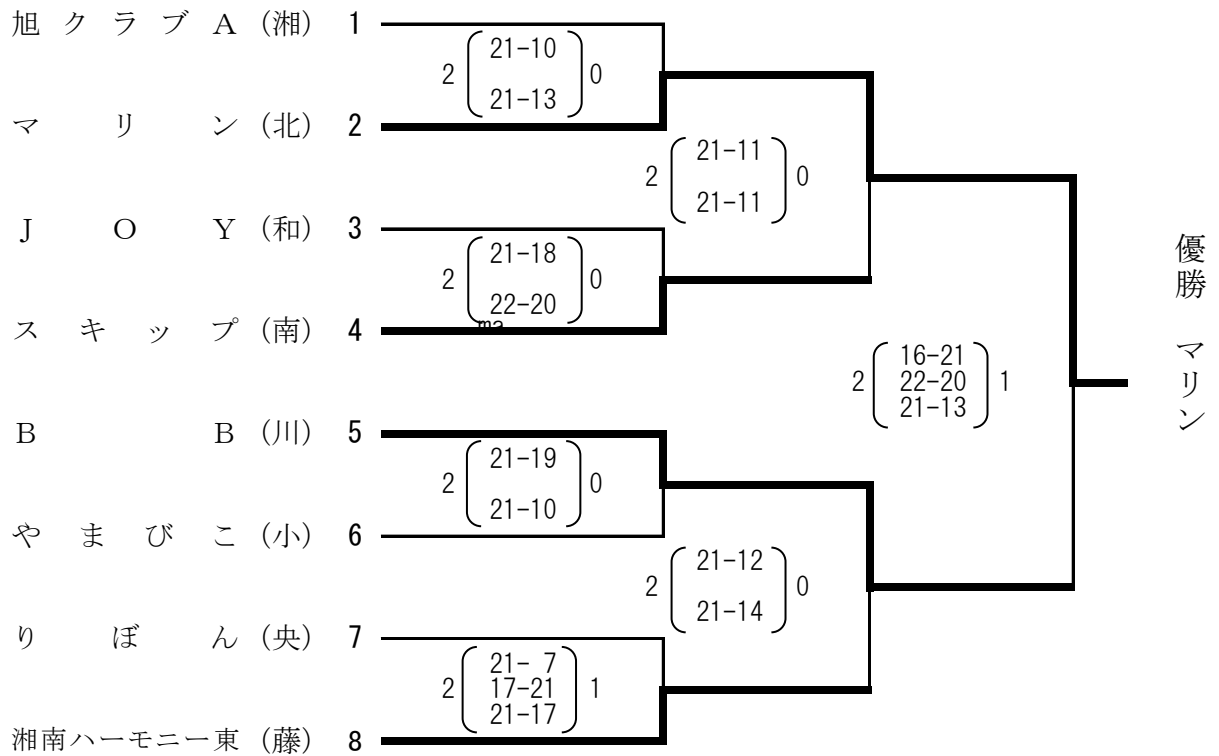 旭クラブA (湘) 1
2 21-10 0
21-13
マリン (北) 2
2 21-11 0
21-11
JOY (和) 3
2 21-18 0
22-20
ma
スキップ (南) 4
優勝 マリン
2 16-21 1
22-20
21-13
BB (川) 5
2 21-19 0
21-10
やまびこ (小) 6
2 21-12 0
21-14
りぼん (央) 7
2 21- 7 1
17-21
21-17
湘南ハーモニー東 (藤) 8